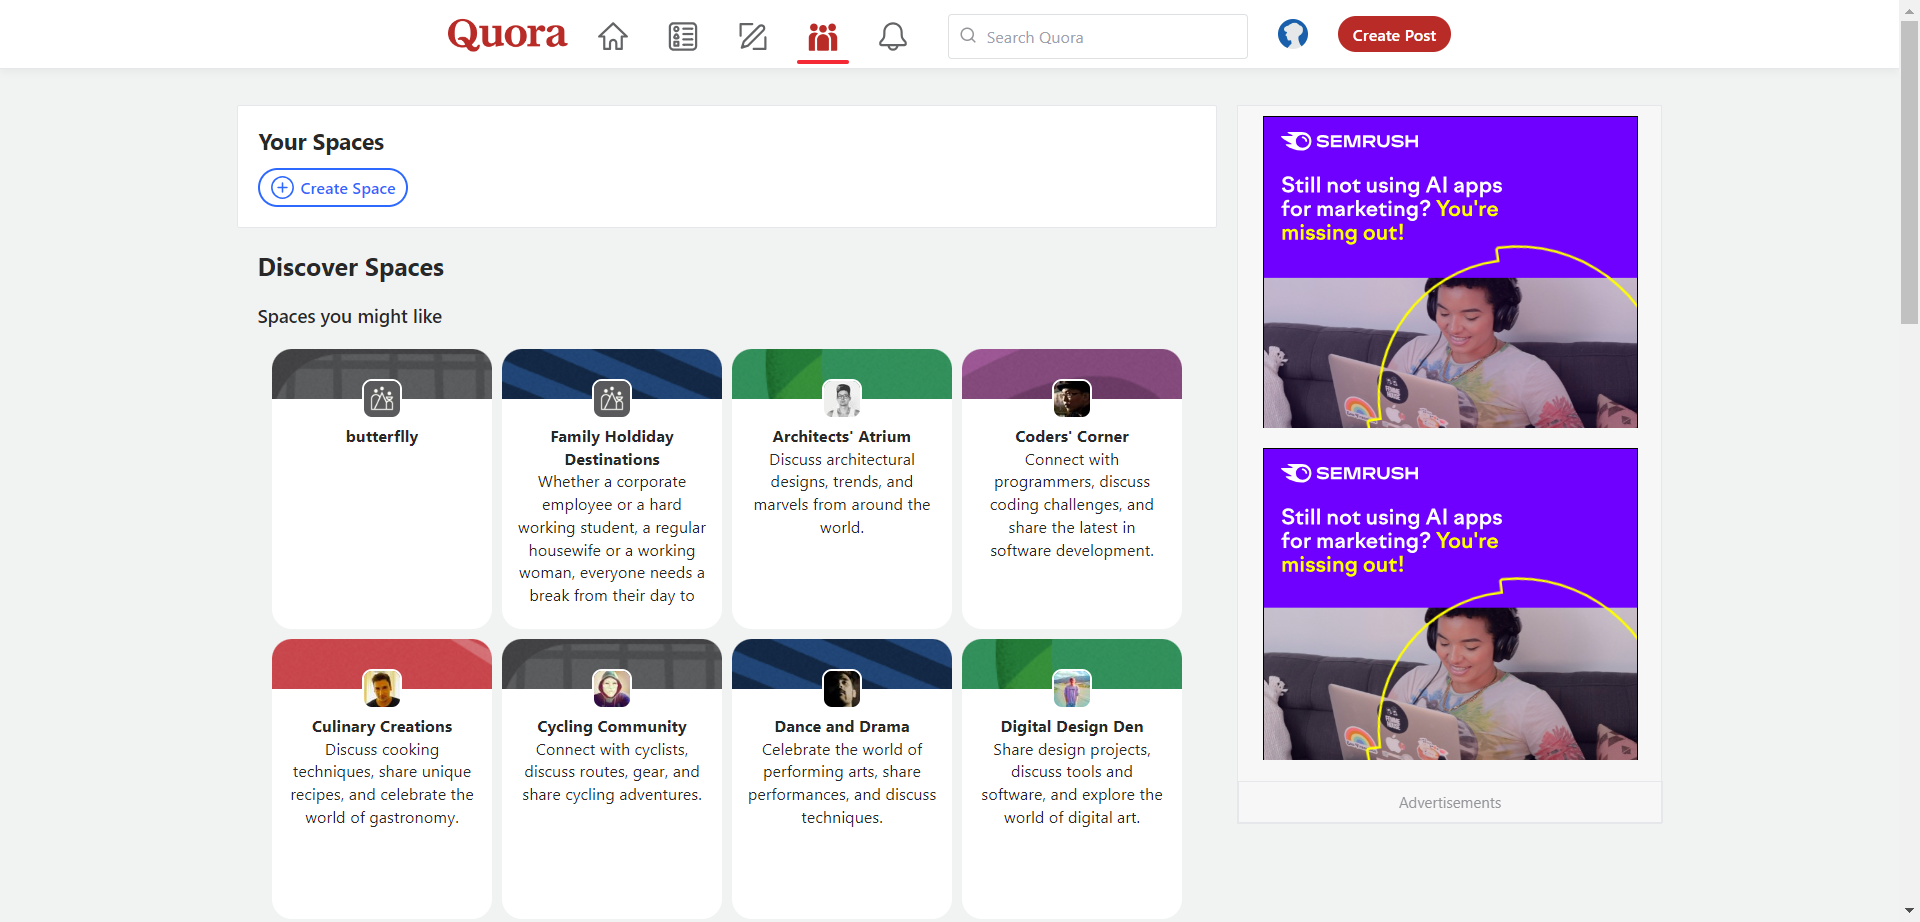 Quora
Search Quora
Create Post
Your Spaces
Create Space
Discover Spaces
Spaces you might like
butterflly
Family Holdiday
Destinations
Whether a corporate
employee or a hard
working student, a regular
housewife or a working
woman, everyone needs a
break from their day to
Architects' Atrium
Discuss architectural
designs, trends, and
marvels from around the
world.
Coders' Corner
Connect with
programmers, discuss
coding challenges, and
share the latest in
software development.
Culinary Creations
Discuss cooking
techniques, share unique
recipes, and celebrate the
world of gastronomy.
Cycling Community
Connect with cyclists,
discuss routes, gear, and
share cycling adventures.
Dance and Drama
Celebrate the world of
performing arts, share
performances, and discuss
techniques.
Digital Design Den
Share design projects,
discuss tools and
software, and explore the
world of digital art.
SEMRUSH
Still not using AI apps
for marketing? You're
missing out!
SEMRUSH
Still not using AI apps
for marketing? You're
missing out!
Advertisements